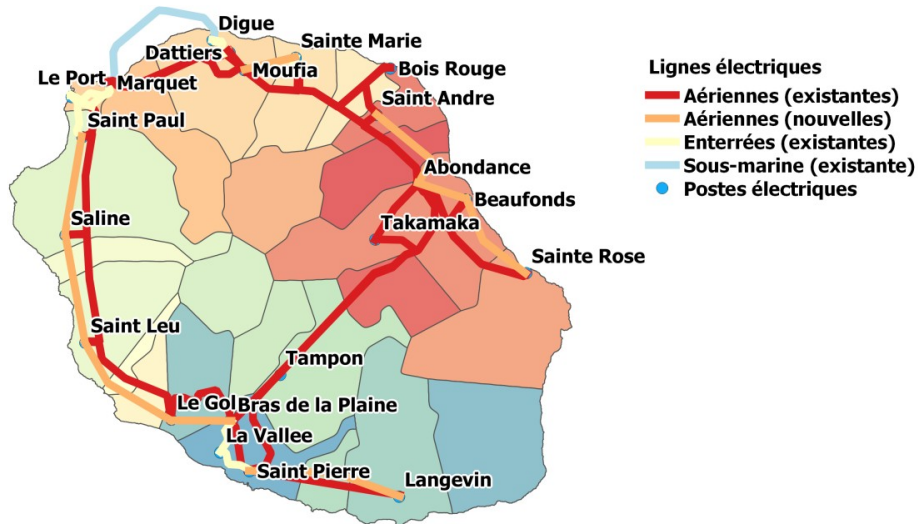 Digue
Sainte Marie
Dattiers
Moufia
Bois Rouge
Le Port
Marquet
Saint Andre
Saint Paul
Abondance
Beaufonds
Takamaka
Saline
Sainte Rose
Saint Leu
Tampon
Le Gol
Bras de la Plaine
La Vallee
Saint Pierre
Langevin
Lignes électriques
Aériennes (existantes)
Aériennes (nouvelles)
Enterrées (existantes)
Sous-marine (existante)
Postes électriques